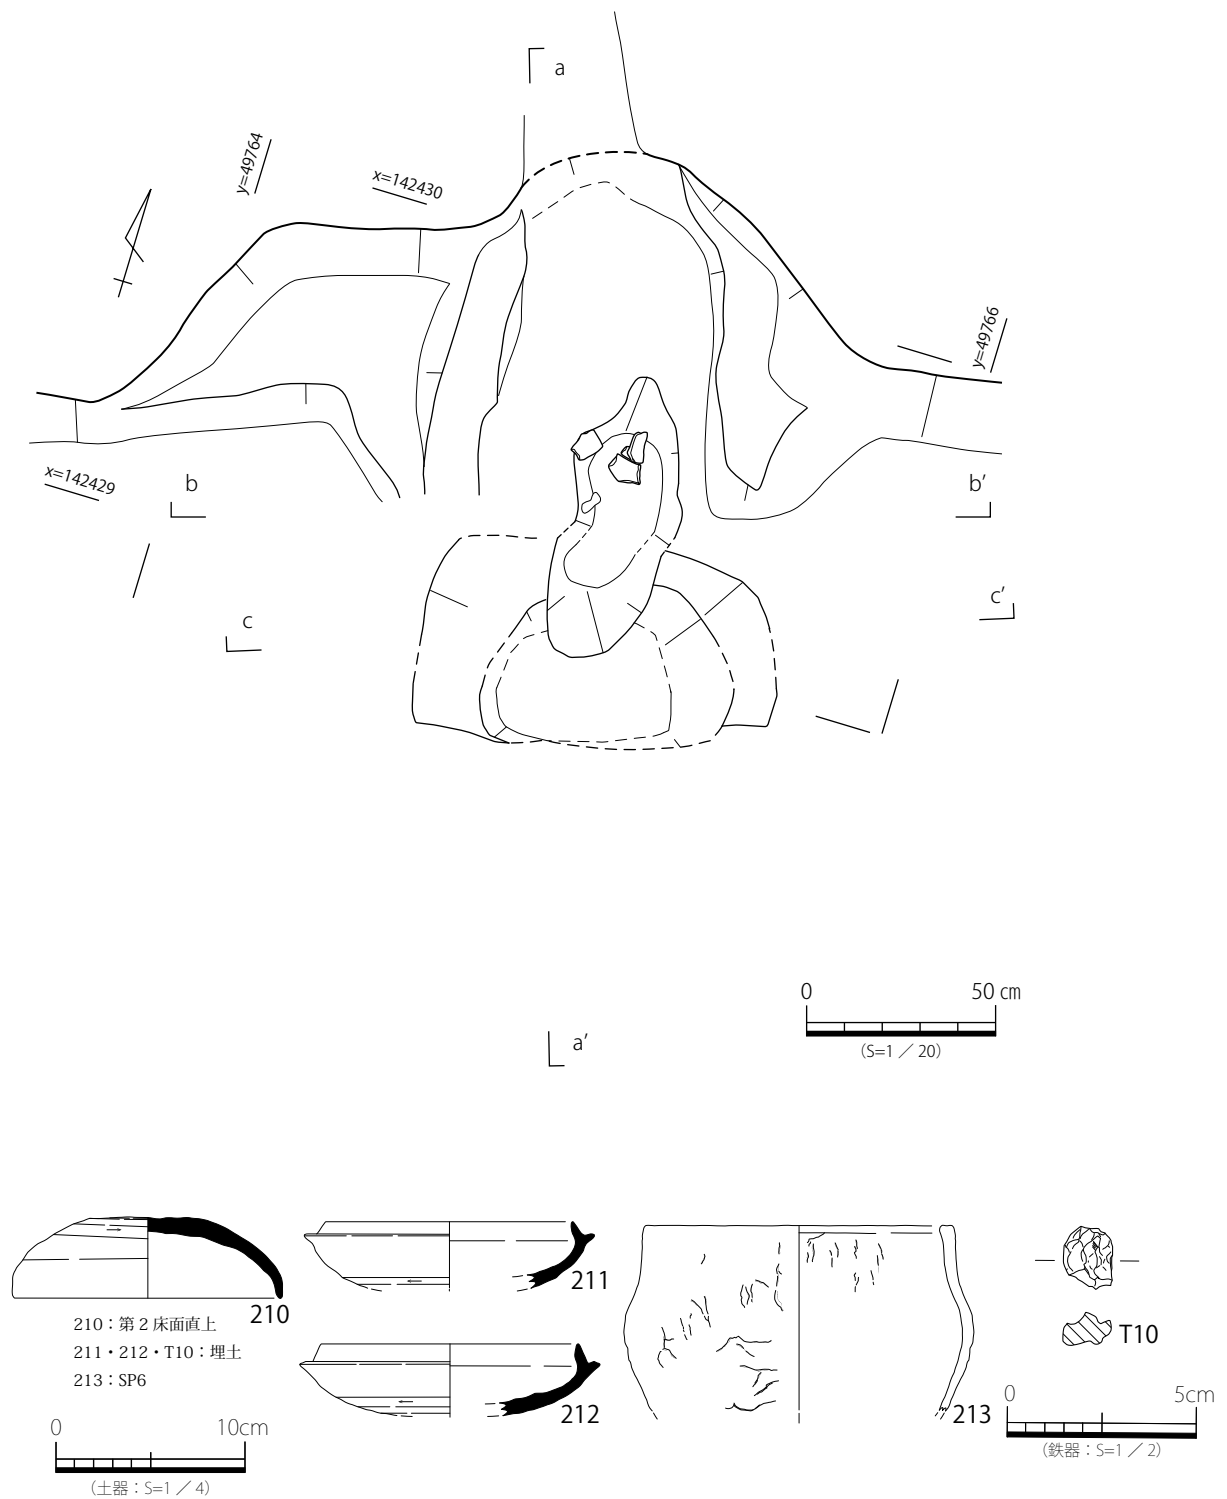 a
y=49764
x=142430
y=49766
x=142429
b
b’
c
c’
0 50 ㎝
（S=1 ／ 20）
a’
210
211
212
213
T10
210：第 2 床面直上
211・212・T10：埋土
213：SP6
0 10cm
（土器：S=1 ／ 4）
0 5cm
（鉄器：S=1 ／ 2）